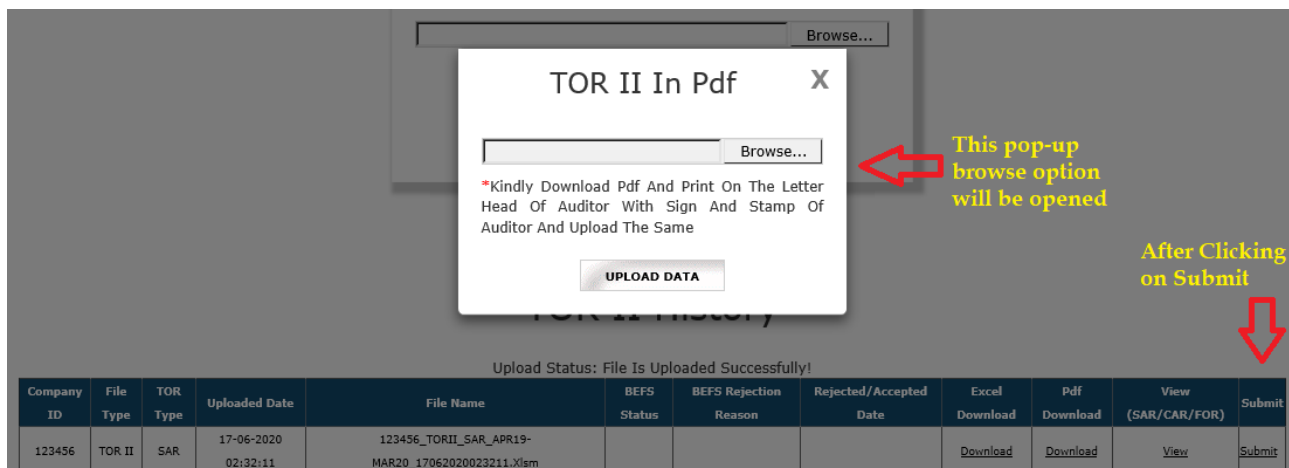 Browse...
TOR II In Pdf X
Browse...
*Kindly Download Pdf And Print On The Letter
Head Of Auditor With Sign And Stamp Of
Auditor And Upload The Same
UPLOAD DATA
This pop-up
browse option
will be opened
After Clicking
on Submit
TOR II History
Upload Status: File Is Uploaded Successfully!
Company ID File Type TOR Type Uploaded Date File Name BEFS Status BEFS Rejection Reason Rejected/Accepted Date Excel Download Pdf Download View (SAR/CAR/FOR) Submit
123456 TOR II SAR 17-06-2020 02:32:11 123456_TORII_SAR_APR19-MAR20_17062020023211.Xlsm Download Download View Submit